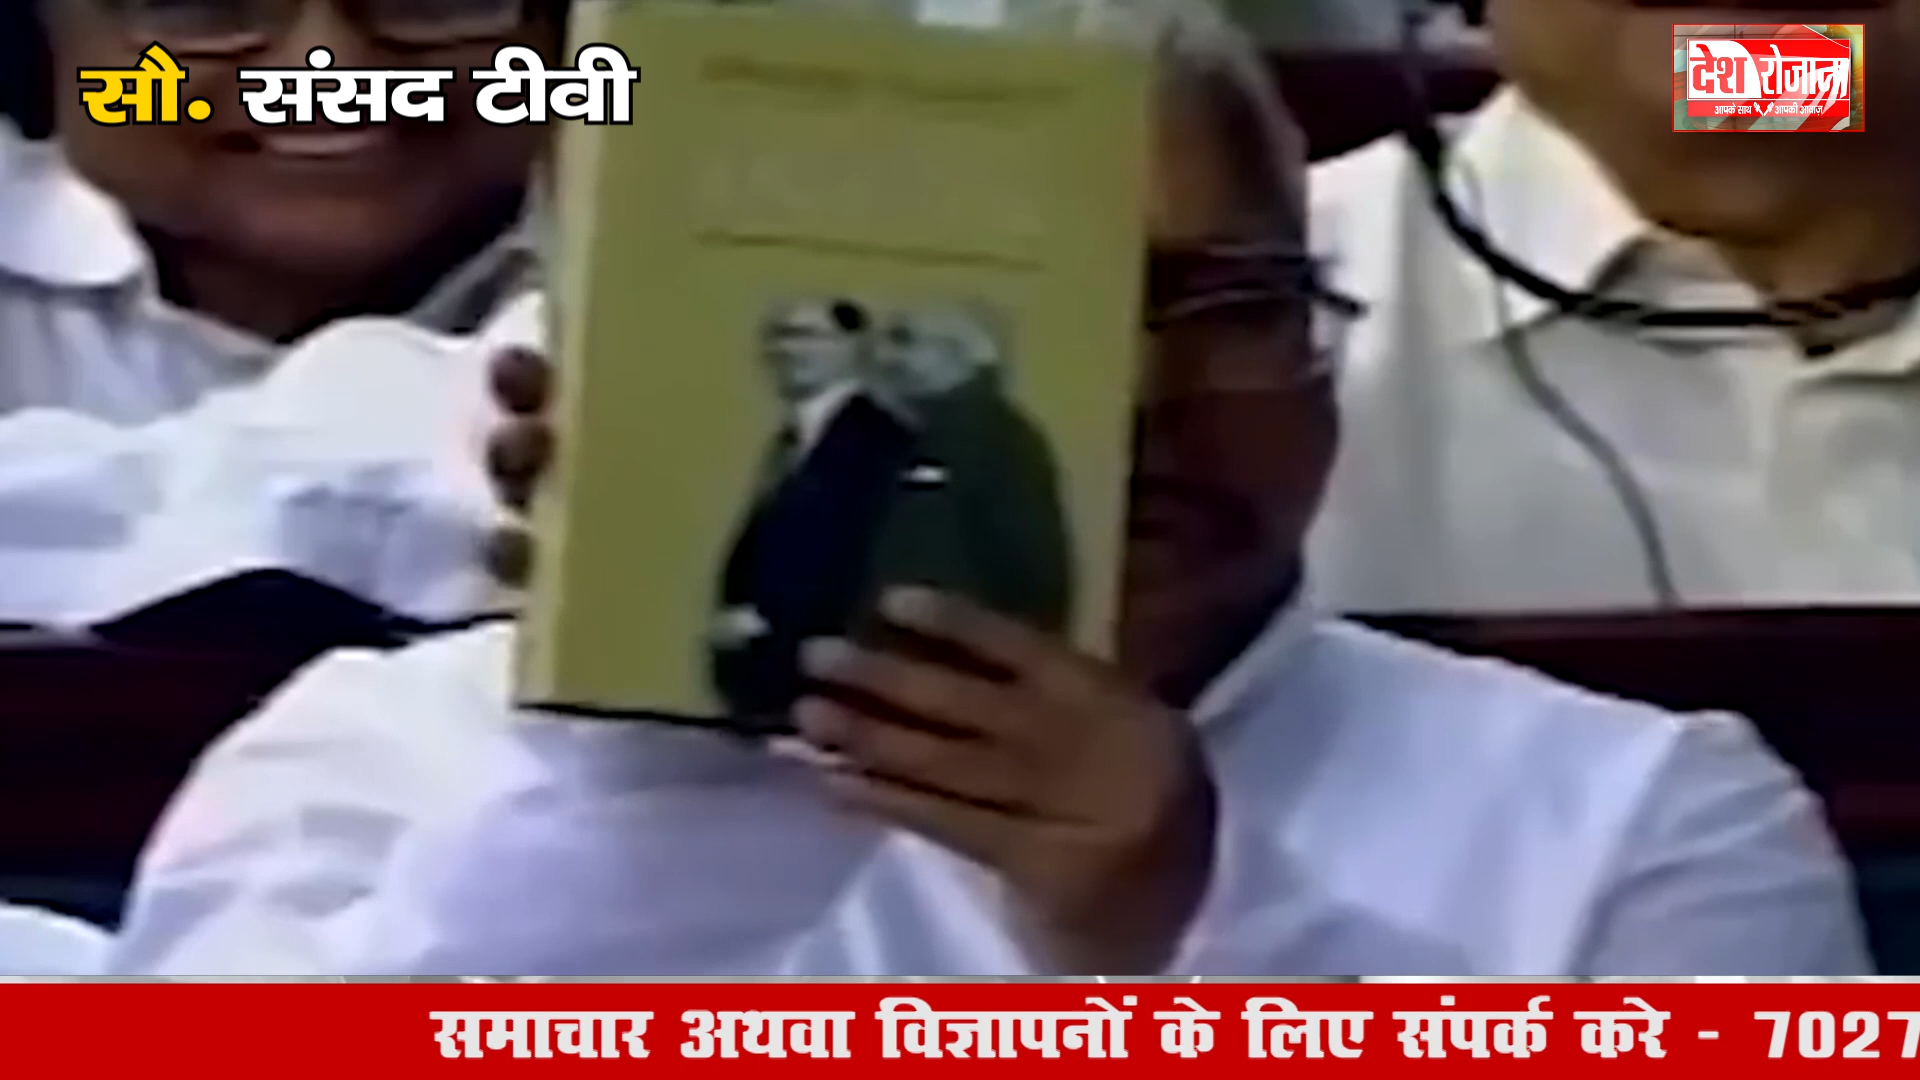 सौ. संसद टीवी
देश रोजाना
आपके साथ आपकी आवाज़
समाचार अथवा विज्ञापनों के लिए संपर्क करे - 7027